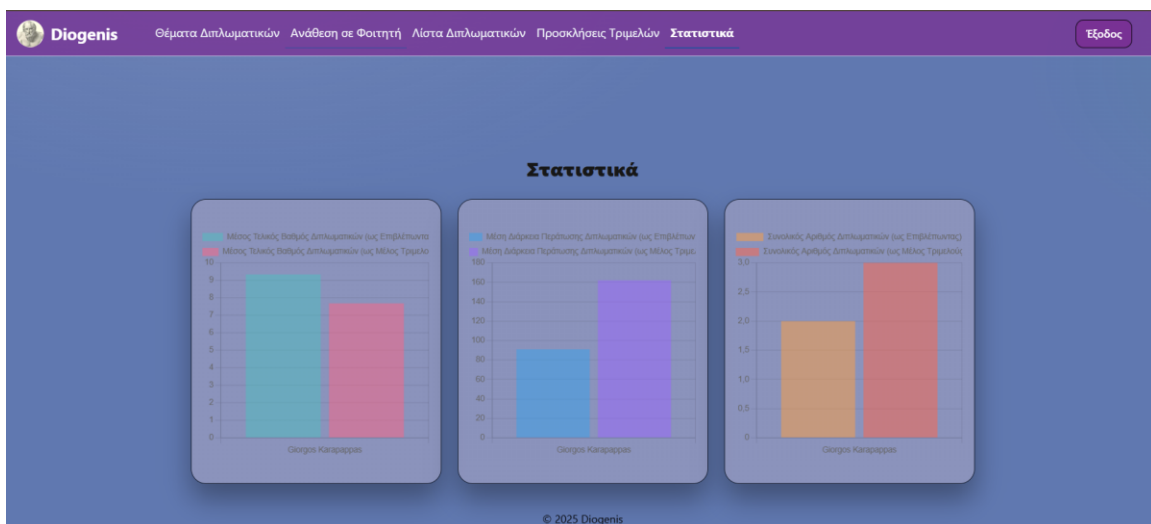 Diogenis Θέματα Διπλωματικών Ανάθεση σε Φοιτητή Λίστα Διπλωματικών Προσκλήσεις Τριμελών Στατιστικά Έξοδος
Στατιστικά
Μέσος Τελικός Βαθμός Διπλωματικών (ως Επιβλέπωντα
Μέσος Τελικός Βαθμός Διπλωματικών (ως Μέλος Τριμελο
10
9
8
7
6
5
4
3
2
1
0
Giorgos Karapappas
Μέση Διάρκεια Περάτωσης Διπλωματικών (ως Επιβλέπων
Μέση Διάρκεια Περάτωσης Διπλωματικών (ως Μέλος Τριμε
180
160
140
120
100
80
60
40
20
0
Giorgos Karapappas
Συνολικός Αριθμός Διπλωματικών (ως Επιβλέπωντας)
Συνολικός Αριθμός Διπλωματικών (ως Μέλος Τριμελούς
3,0
2,5
2,0
1,5
1,0
0,5
0
Giorgos Karapappas
© 2025 Diogenis